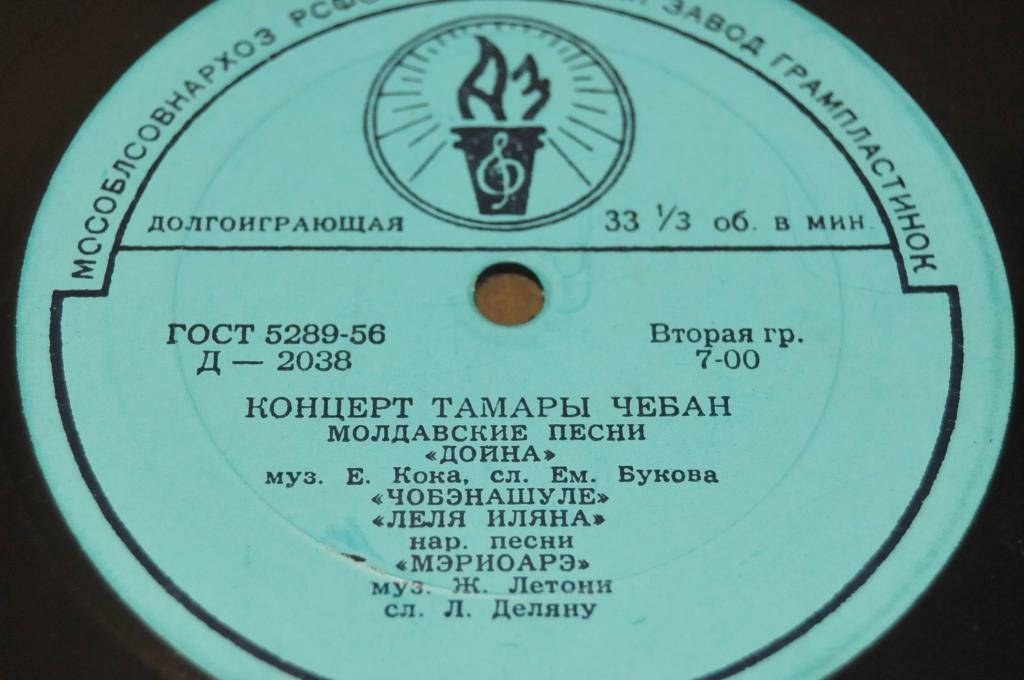 МОСОБЛСОВНАРХОЗ ЗАВОД ГРАМПЛАСТИНОК
АЗ
ДОЛГОИГРАЮЩАЯ 33 1/3 об. в мин.
ГОСТ 5289-56 Вторая гр.
Д — 2038 7-00
КОНЦЕРТ ТАМАРЫ ЧЕБАН
МОЛДАВСКИЕ ПЕСНИ
«ДОЙНА»
муз. Е. Кока, сл. Ем. Букова
«ЧОБЭНАШУЛЕ»
«ЛЕЛЯ ИЛЯНА»
нар. песни
«МЭРИОАРЭ»
муз. Ж. Летони
сл. Л. Деляну